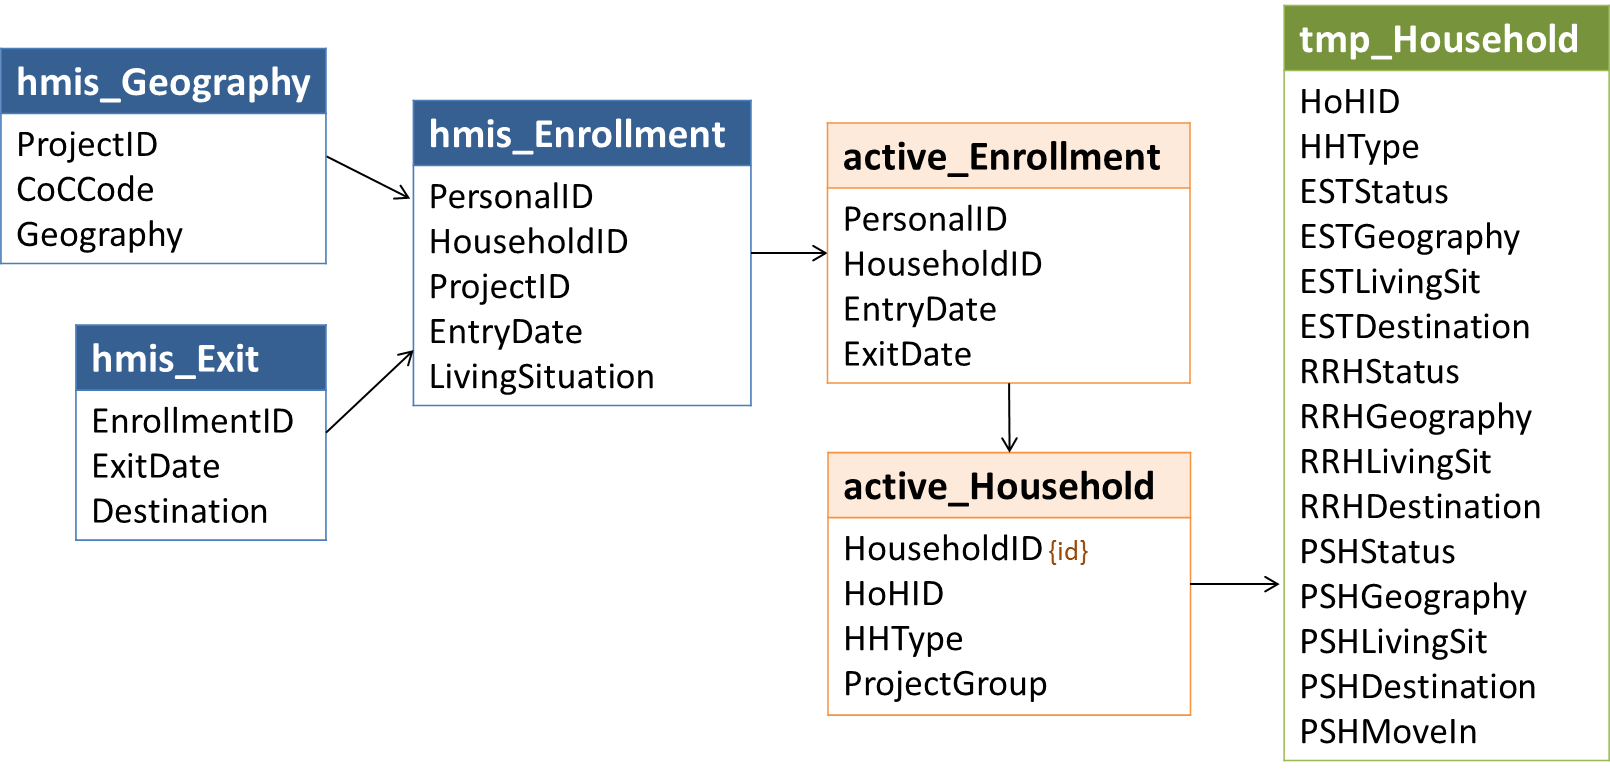 hmis_Geography
ProjectID
CoCCode
Geography
hmis_Exit
EnrollmentID
ExitDate
Destination
hmis_Enrollment
PersonalID
HouseholdID
ProjectID
EntryDate
LivingSituation
active_Enrollment
PersonalID
HouseholdID
EntryDate
ExitDate
active_Household
HouseholdID {id}
HoHID
HHType
ProjectGroup
tmp_Household
HoHID
HHType
ESTStatus
ESTGeography
ESTLivingSit
ESTDestination
RRHStatus
RRHGeography
RRHLivingSit
RRHDestination
PSHStatus
PSHGeography
PSHLivingSit
PSHDestination
PSHMoveIn